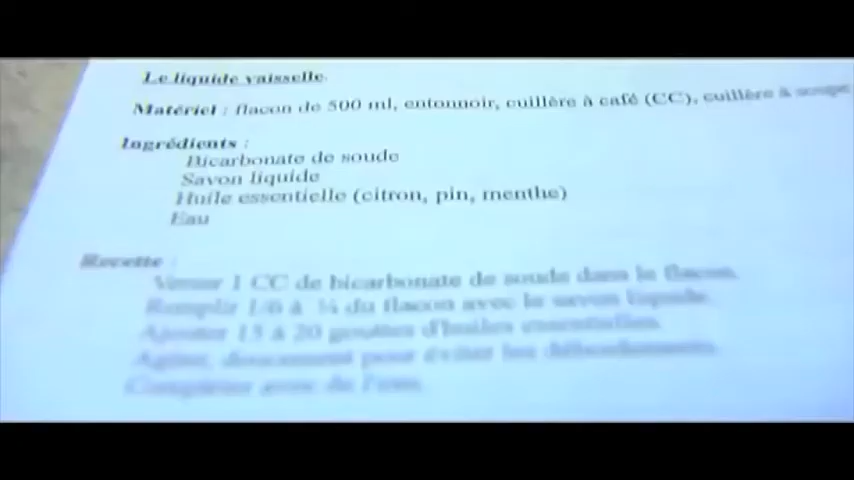 Le liquide vaisselle
Matériel : flacon de 500 ml, entonnoir, cuillère à café (CC), cuillère à soupe
Ingrédients :
Bicarbonate de soude
Savon liquide
Huile essentielle (citron, pin, menthe)
Eau
Recette :
Verser 1 CC de bicarbonate de soude dans le flacon.
Remplir 1/6 à ¼ du flacon avec le savon liquide.
Ajouter 15 à 20 gouttes d'huiles essentielles.
Agiter, doucement pour éviter les débordements.
Compléter avec de l'eau.